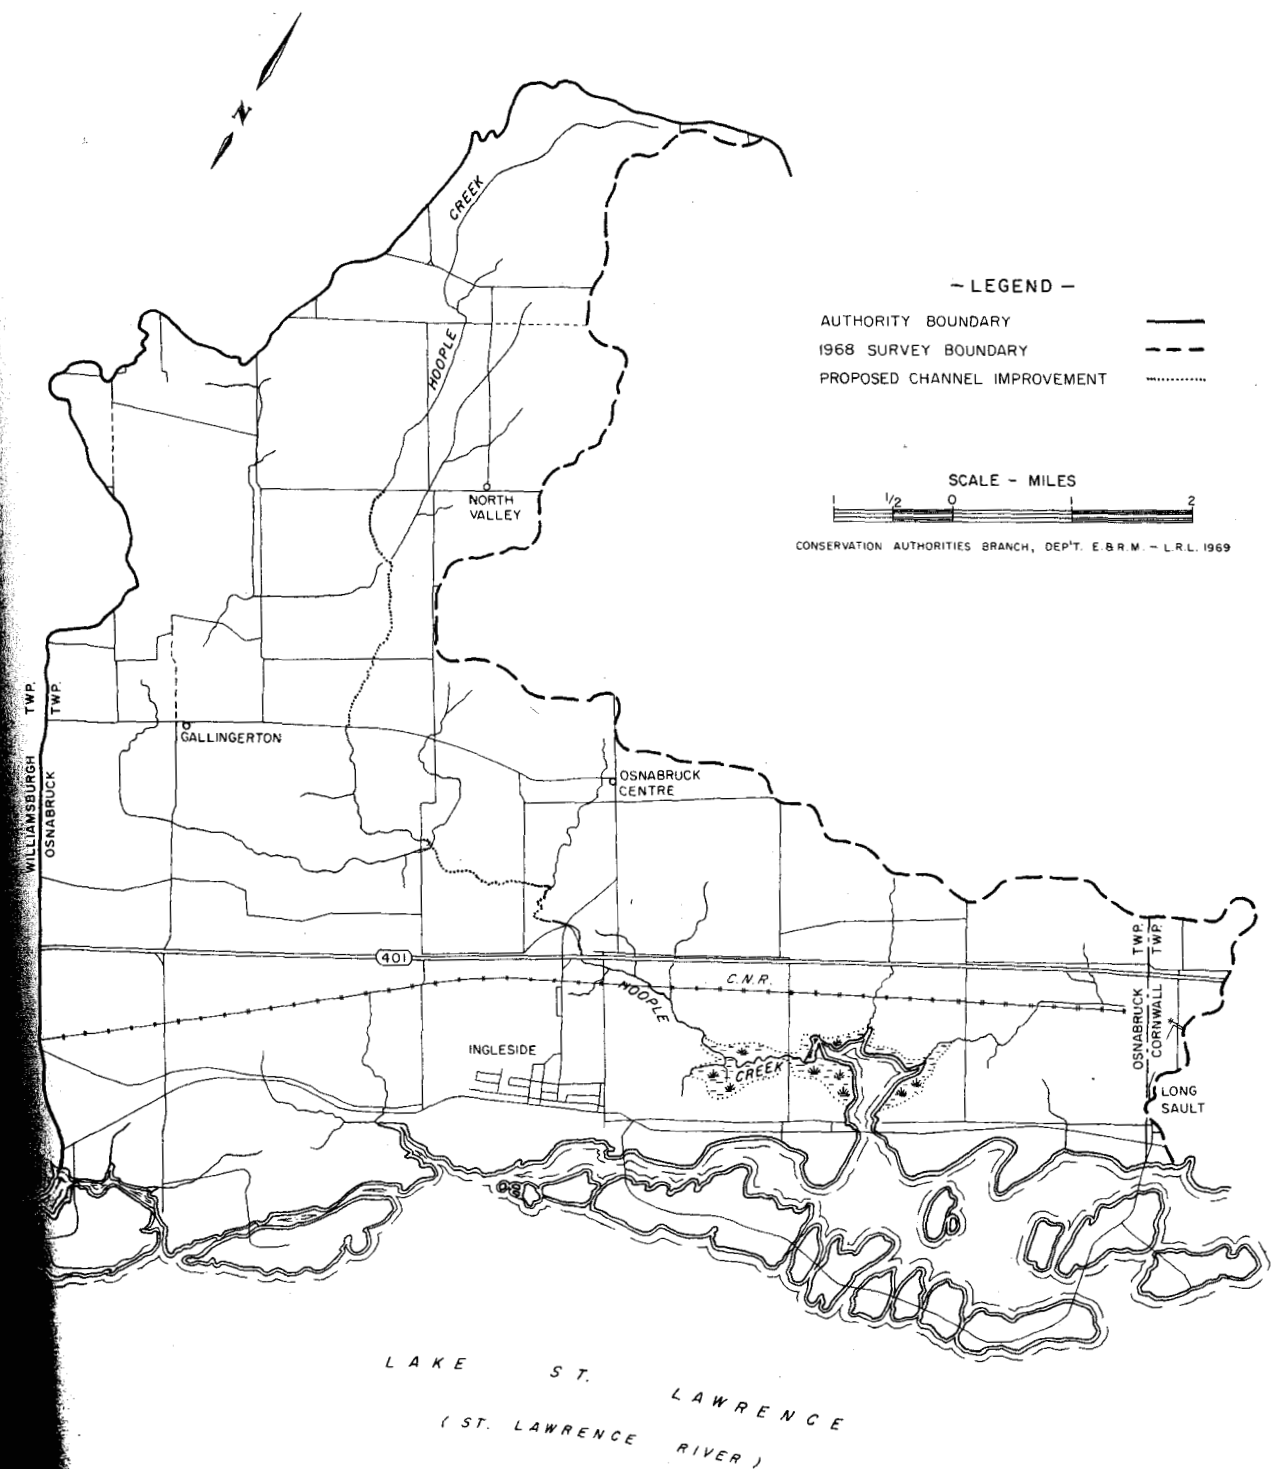 N
CREEK
HOOPLE
– LEGEND –
AUTHORITY BOUNDARY
1968 SURVEY BOUNDARY
PROPOSED CHANNEL IMPROVEMENT
SCALE – MILES
1 1/2 0 1 2
CONSERVATION AUTHORITIES BRANCH, DEP'T. E.&R.M. – L.R.L. 1969
NORTH
VALLEY
WILLIAMSBURGH TWP.
OSNABRUCK TWP.
GALLINGERTON
OSNABRUCK
CENTRE
401
C.N.R.
HOOPLE
CREEK
INGLESIDE
OSNABRUCK TWP.
CORNWALL TWP.
LONG
SAULT
LAKE ST. LAWRENCE
( ST. LAWRENCE RIVER )